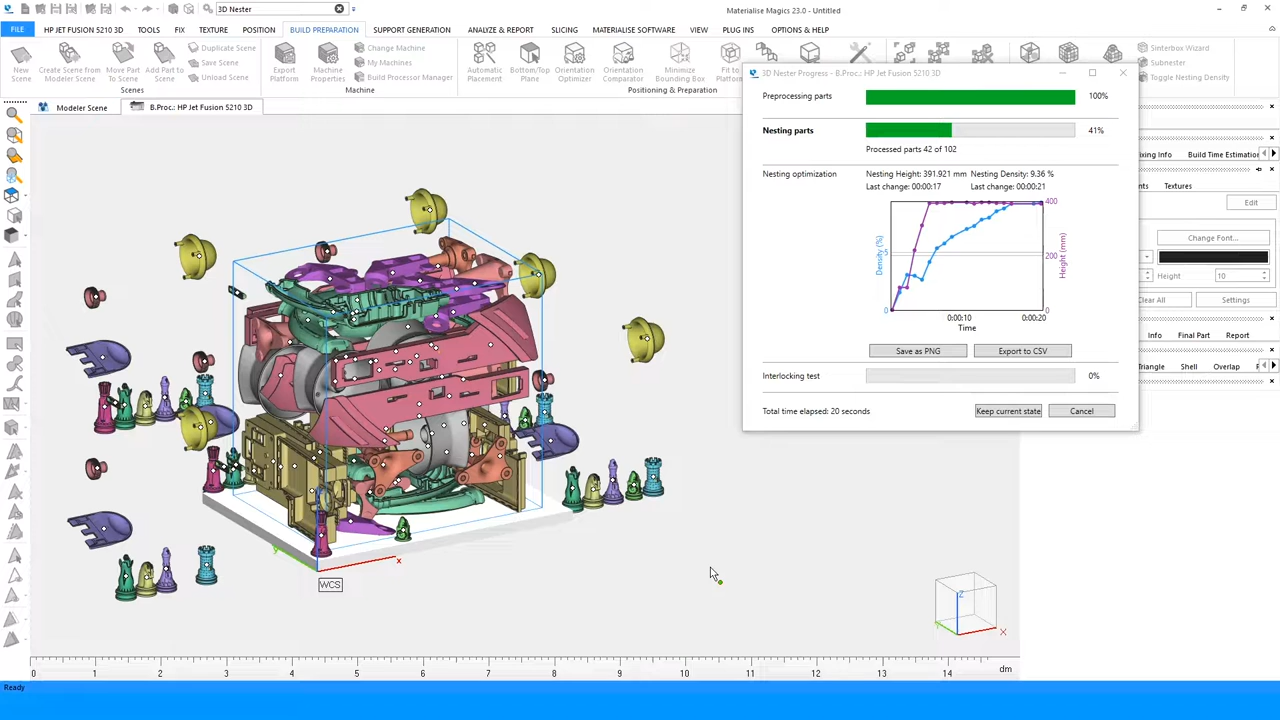 3D Nester
Materialise Magics 23.0 - Untitled
FILE
HP JET FUSION 5210 3D
TOOLS
FIX
TEXTURE
POSITION
BUILD PREPARATION
SUPPORT GENERATION
ANALYZE & REPORT
SLICING
MATERIALISE SOFTWARE
VIEW
PLUG INS
OPTIONS & HELP
New Scene
Create Scene from Modeler Scene
Move Part To Scene
Add Part to Scene
Duplicate Scene
Save Scene
Unload Scene
Scenes
Export Platform
Machine Properties
Change Machine
My Machines
Build Processor Manager
Machine
Automatic Placement
Bottom/Top Plane
Orientation Optimizer
Orientation Comparator
Minimize Bounding Box
Fit to
Positioning & Preparation
Sinterbox Wizard
Subnester
Toggle Nesting Density
Modeler Scene
B.Proc.: HP Jet Fusion 5210 3D
3D Nester Progress - B.Proc.: HP Jet Fusion 5210 3D
Preprocessing parts
100%
Nesting parts
41%
Processed parts 42 of 102
Nesting optimization
Nesting Height: 391.921 mm
Nesting Density: 9.36 %
Last change: 00:00:17
Last change: 00:00:21
Density (%)
5
0
400
200
0
Height (mm)
0:00:10
0:00:20
Time
Save as PNG
Export to CSV
Interlocking test
0%
Total time elapsed: 20 seconds
Keep current state
Cancel
ixing Info
Build Time Estimation
nts
Textures
Edit
Change Font...
Height
10
Clear All
Settings
Info
Final Part
Report
Triangle
Shell
Overlap
WCS
Z
Y
X
y
x
0
1
2
3
4
5
6
7
8
9
10
11
12
13
14
dm
Ready